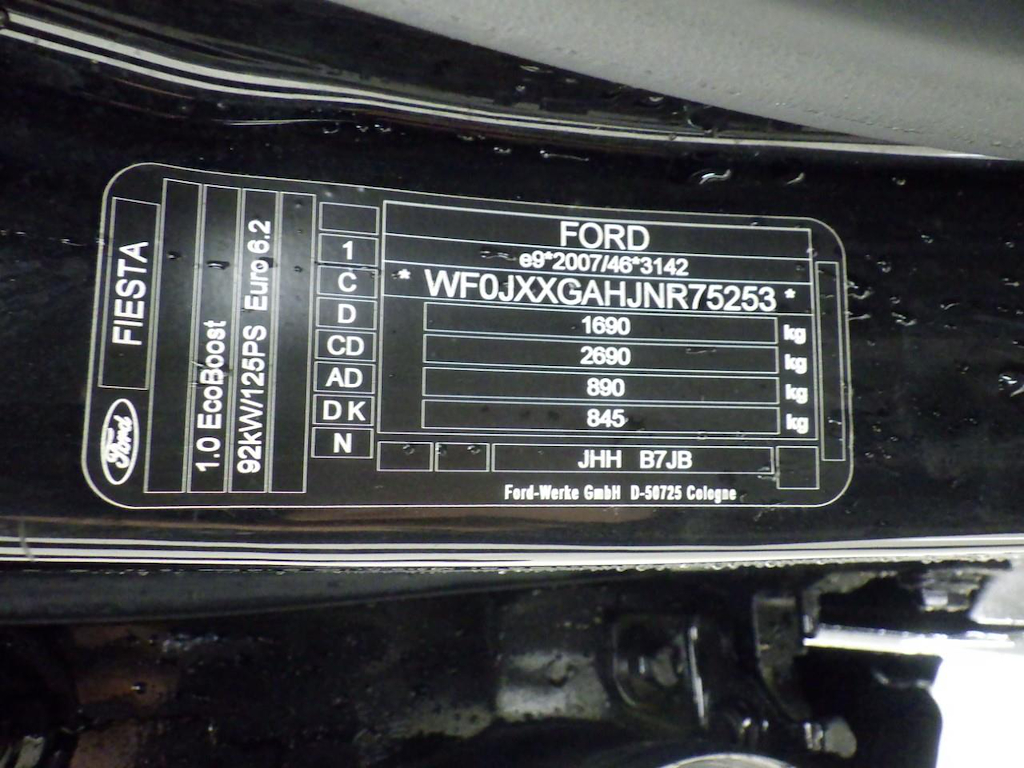 FORD
e9*2007/46*3142
* WF0JXXGAHJNR75253 *
1690 kg
2690 kg
890 kg
845 kg
JHH B7JB
Ford-Werke GmbH D-50725 Cologne
1
C
D
CD
AD
D K
N
FIESTA
Ford
1.0 EcoBoost
92kW/125PS Euro 6.2